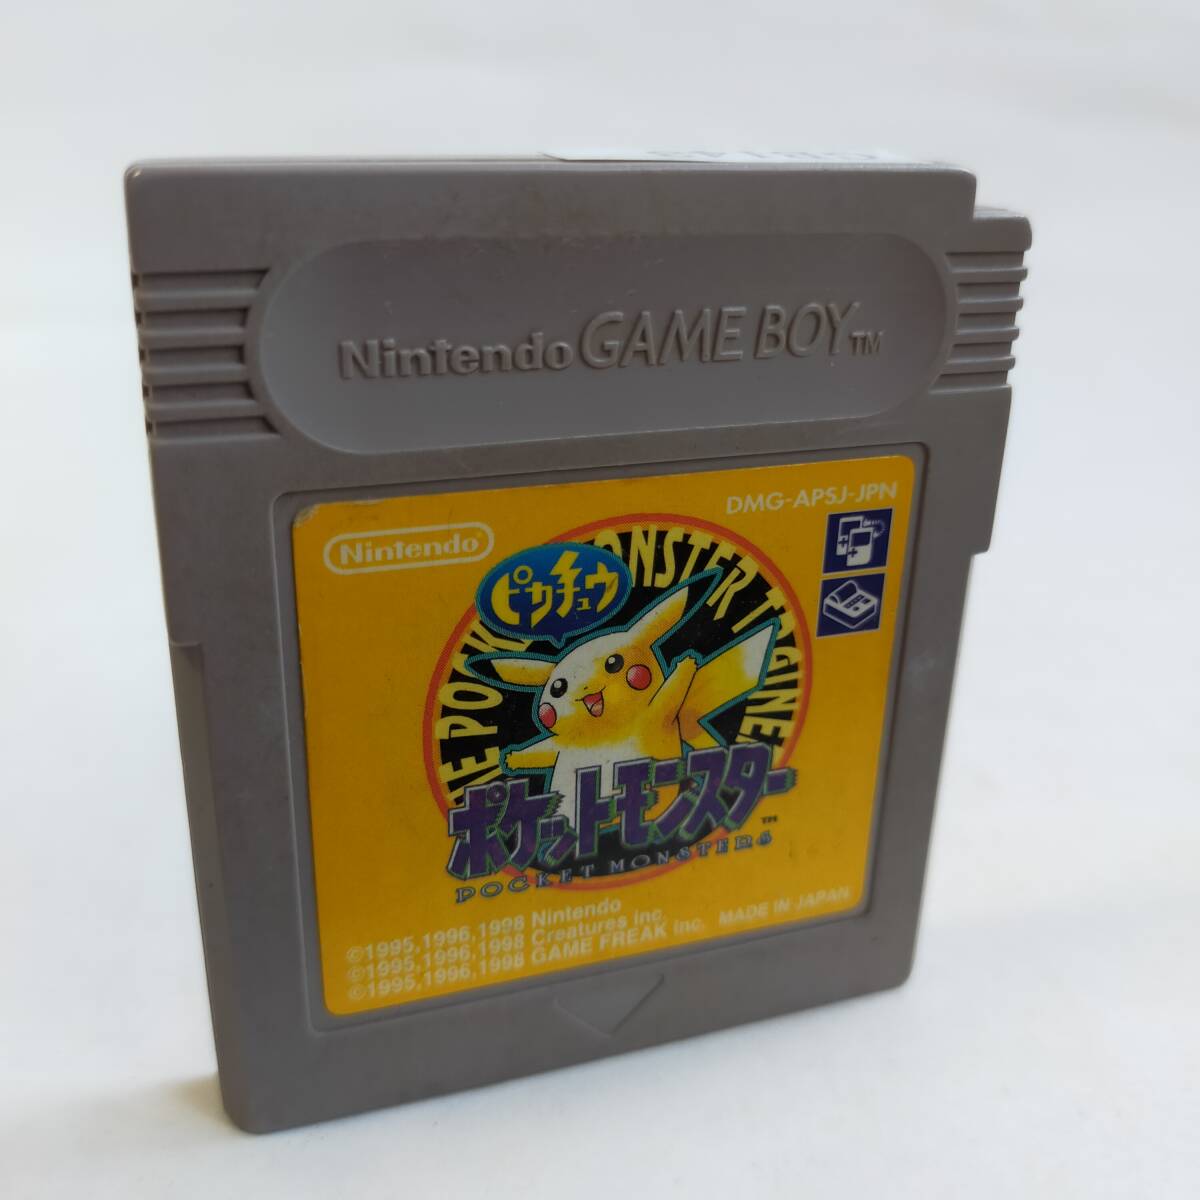 Nintendo GAME BOY™
DMG-APSJ-JPN
Nintendo®
ピカチュウ
ポケットモンスター™
POCKET MONSTERS
©1995,1996,1998 Nintendo
©1995,1996,1998 Creatures Inc.
©1995,1996,1998 GAME FREAK inc.
MADE IN JAPAN